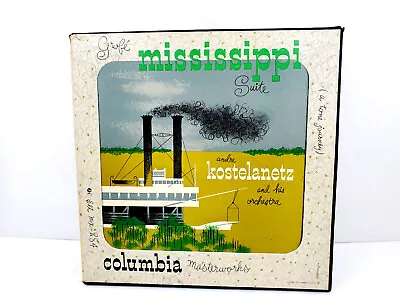 Grofé
mississippi
Suite
(a tone journey)
andre
kostelanetz
and his
orchestra
columbia masterworks